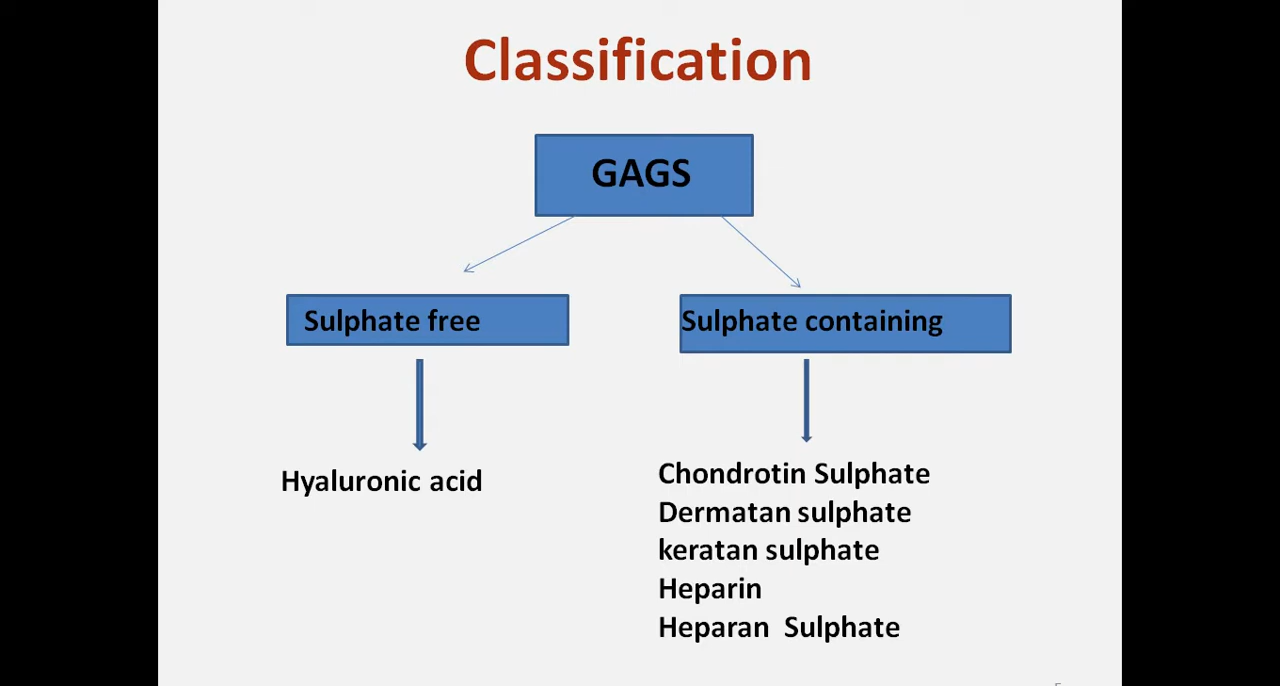 Classification
GAGS
Sulphate free
Sulphate containing
Hyaluronic acid
Chondrotin Sulphate
Dermatan sulphate
keratan sulphate
Heparin
Heparan Sulphate